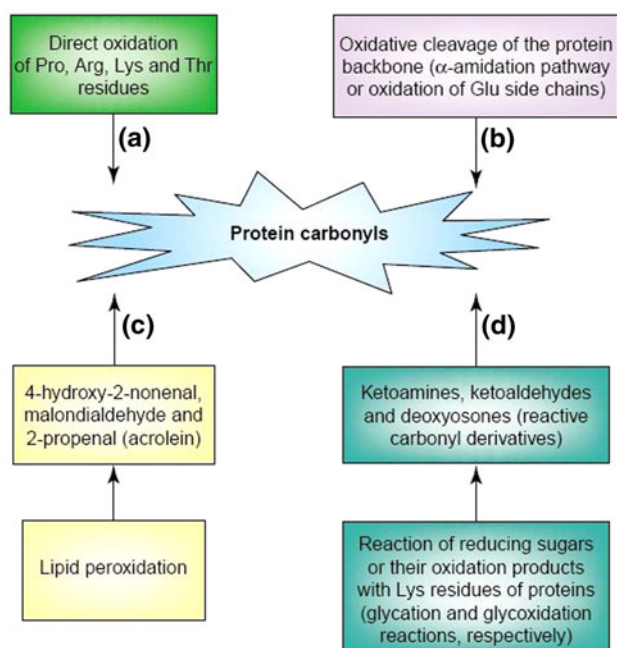 Direct oxidation
of Pro, Arg, Lys and Thr
residues
Oxidative cleavage of the protein
backbone (α-amidation pathway
or oxidation of Glu side chains)
(a)
(b)
Protein carbonyls
(c)
(d)
4-hydroxy-2-nonenal,
malondialdehyde and
2-propenal (acrolein)
Ketoamines, ketoaldehydes
and deoxyosones (reactive
carbonyl derivatives)
Lipid peroxidation
Reaction of reducing sugars
or their oxidation products
with Lys residues of proteins
(glycation and glycoxidation
reactions, respectively)